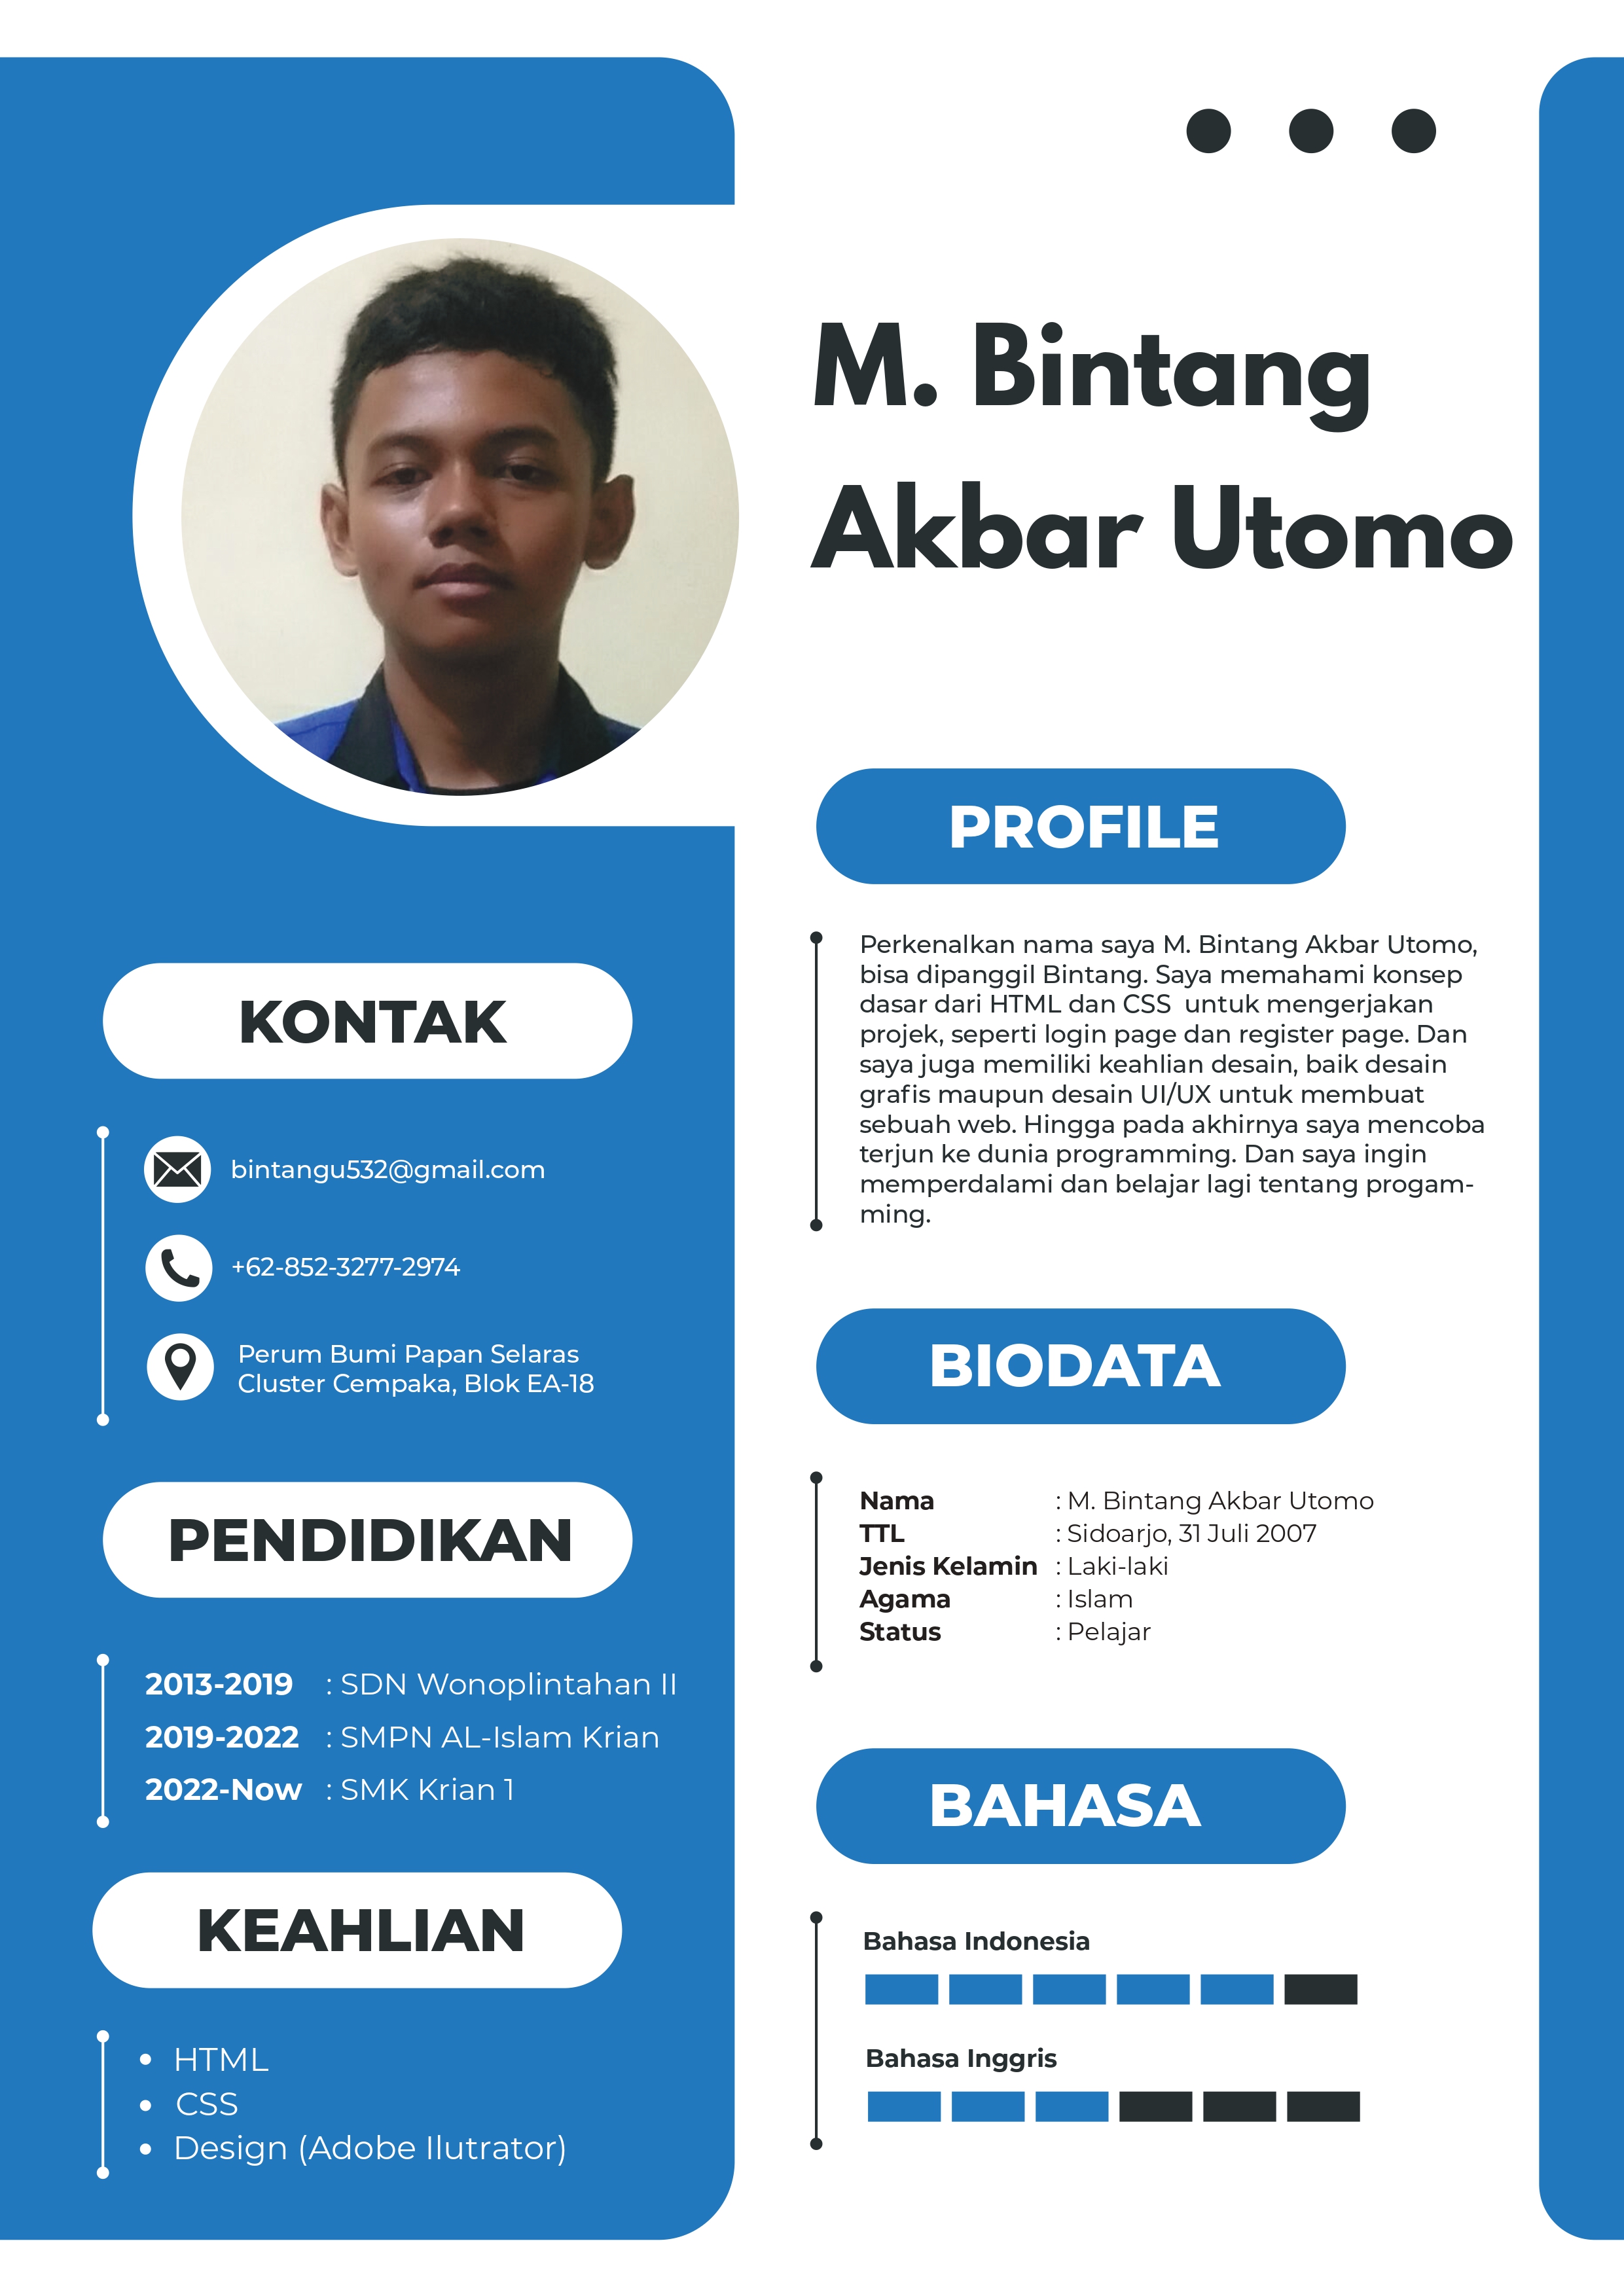 M. Bintang
Akbar Utomo
KONTAK
bintangu532@gmail.com
+62-852-3277-2974
Perum Bumi Papan Selaras
Cluster Cempaka, Blok EA-18
PENDIDIKAN
2013-2019 : SDN Wonoplintahan II
2019-2022 : SMPN AL-Islam Krian
2022-Now : SMK Krian 1
KEAHLIAN
• HTML
• CSS
• Design (Adobe Ilutrator)
PROFILE
Perkenalkan nama saya M. Bintang Akbar Utomo,
bisa dipanggil Bintang. Saya memahami konsep
dasar dari HTML dan CSS  untuk mengerjakan
projek, seperti login page dan register page. Dan
saya juga memiliki keahlian desain, baik desain
grafis maupun desain UI/UX untuk membuat
sebuah web. Hingga pada akhirnya saya mencoba
terjun ke dunia programming. Dan saya ingin
memperdalami dan belajar lagi tentang progam-
ming.
BIODATA
Nama : M. Bintang Akbar Utomo
TTL : Sidoarjo, 31 Juli 2007
Jenis Kelamin : Laki-laki
Agama : Islam
Status : Pelajar
BAHASA
Bahasa Indonesia
Bahasa Inggris